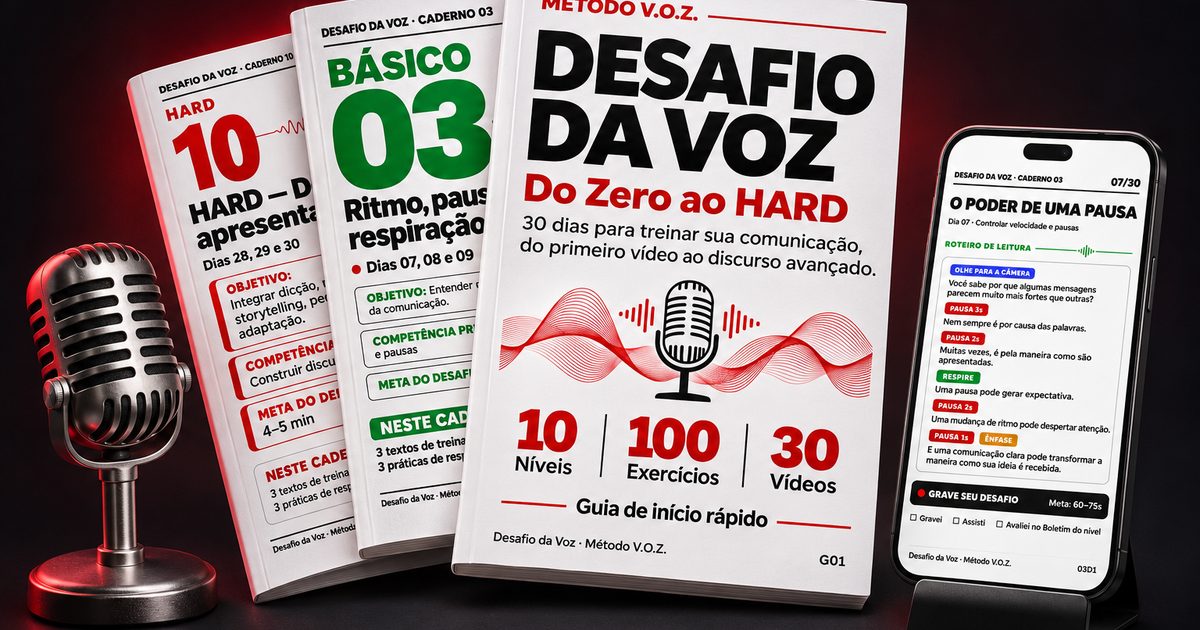 DESAFIO DA VOZ · CADERNO 10
HARD
10
HARD — D
apresenta
Dias 28, 29 e 30
OBJETIVO:
Integrar dicção,
storytelling,
adaptação.
COMPETÊNCIA
Construir discu
META DO DE
4–5 min
NESTE CADE
3 textos de treina
3 práticas de resp
Desafio da Voz · Métod
DESAFIO DA VOZ · CADERNO 03
BÁSICO
03
Ritmo, paus
respiração
Dias 07, 08 e 09
OBJETIVO: Entender
da comunicação.
COMPETÊNCIA PR
e pausas
META DO DESAF
NESTE CAD
3 textos de treina
3 práticas de resp
Desafio da Voz · Métod
MÉTODO V.O.Z.
DESAFIO
DA VOZ
Do Zero ao HARD
30 dias para treinar sua comunicação,
do primeiro vídeo ao discurso avançado.
10
Níveis
100
Exercícios
30
Vídeos
Guia de início rápido
Desafio da Voz · Método V.O.Z.
G01
DESAFIO DA VOZ · CADERNO 03
07/30
O PODER DE UMA PAUSA
Dia 07 · Controlar velocidade e pausas
ROTEIRO DE LEITURA
OLHE PARA A CÂMERA
Você sabe por que algumas mensagens
parecem muito mais fortes que outras?
PAUSA 3s
Nem sempre é por causa das palavras.
PAUSA 2s
Muitas vezes, é pela maneira como são
apresentadas.
RESPIRE
Uma pausa pode gerar expectativa.
PAUSA 2s
Uma mudança de ritmo pode despertar atenção.
PAUSA 1s ÊNFASE
E uma comunicação clara pode transformar a
maneira como sua ideia é recebida.
GRAVE SEU DESAFIO
Meta: 60–75s
Gravei
Assisti
Avaliei no Boletim do nível
Desafio da Voz · Método V.O.Z.
03D1